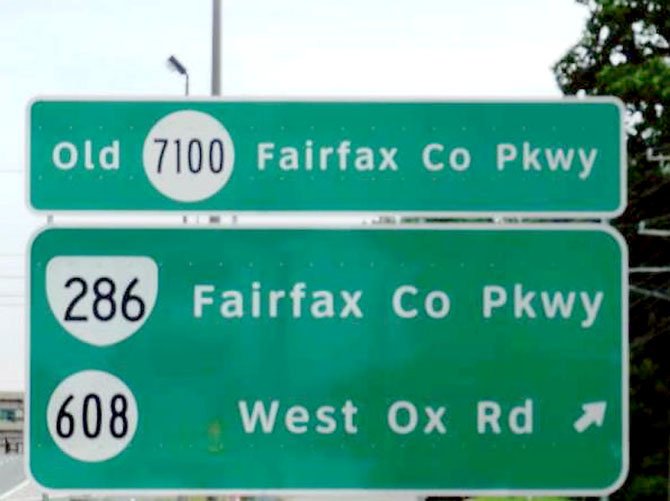 Old 7100 Fairfax Co Pkwy
286 Fairfax Co Pkwy
608 West Ox Rd